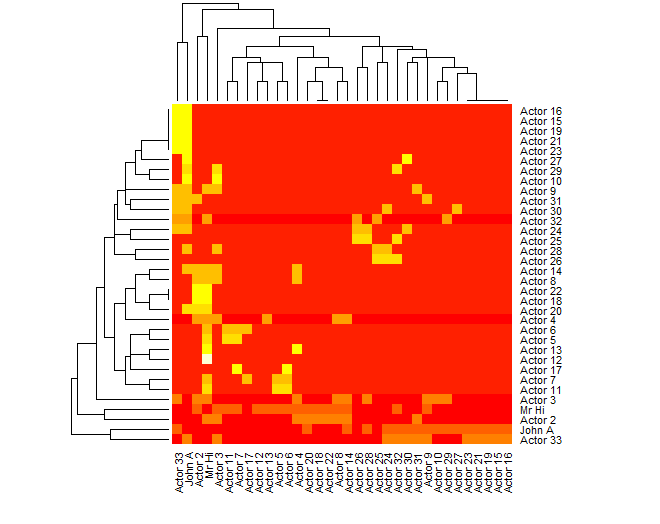 Actor 16
Actor 15
Actor 19
Actor 21
Actor 23
Actor 27
Actor 29
Actor 10
Actor 9
Actor 31
Actor 30
Actor 32
Actor 24
Actor 25
Actor 28
Actor 26
Actor 14
Actor 8
Actor 22
Actor 18
Actor 20
Actor 4
Actor 6
Actor 5
Actor 13
Actor 12
Actor 17
Actor 7
Actor 11
Actor 3
Mr Hi
Actor 2
John A
Actor 33
Actor 33
John A
Actor 2
Mr Hi
Actor 3
Actor 11
Actor 7
Actor 17
Actor 12
Actor 13
Actor 5
Actor 6
Actor 4
Actor 20
Actor 18
Actor 22
Actor 8
Actor 14
Actor 26
Actor 28
Actor 25
Actor 24
Actor 32
Actor 30
Actor 31
Actor 9
Actor 10
Actor 29
Actor 27
Actor 23
Actor 21
Actor 19
Actor 15
Actor 16